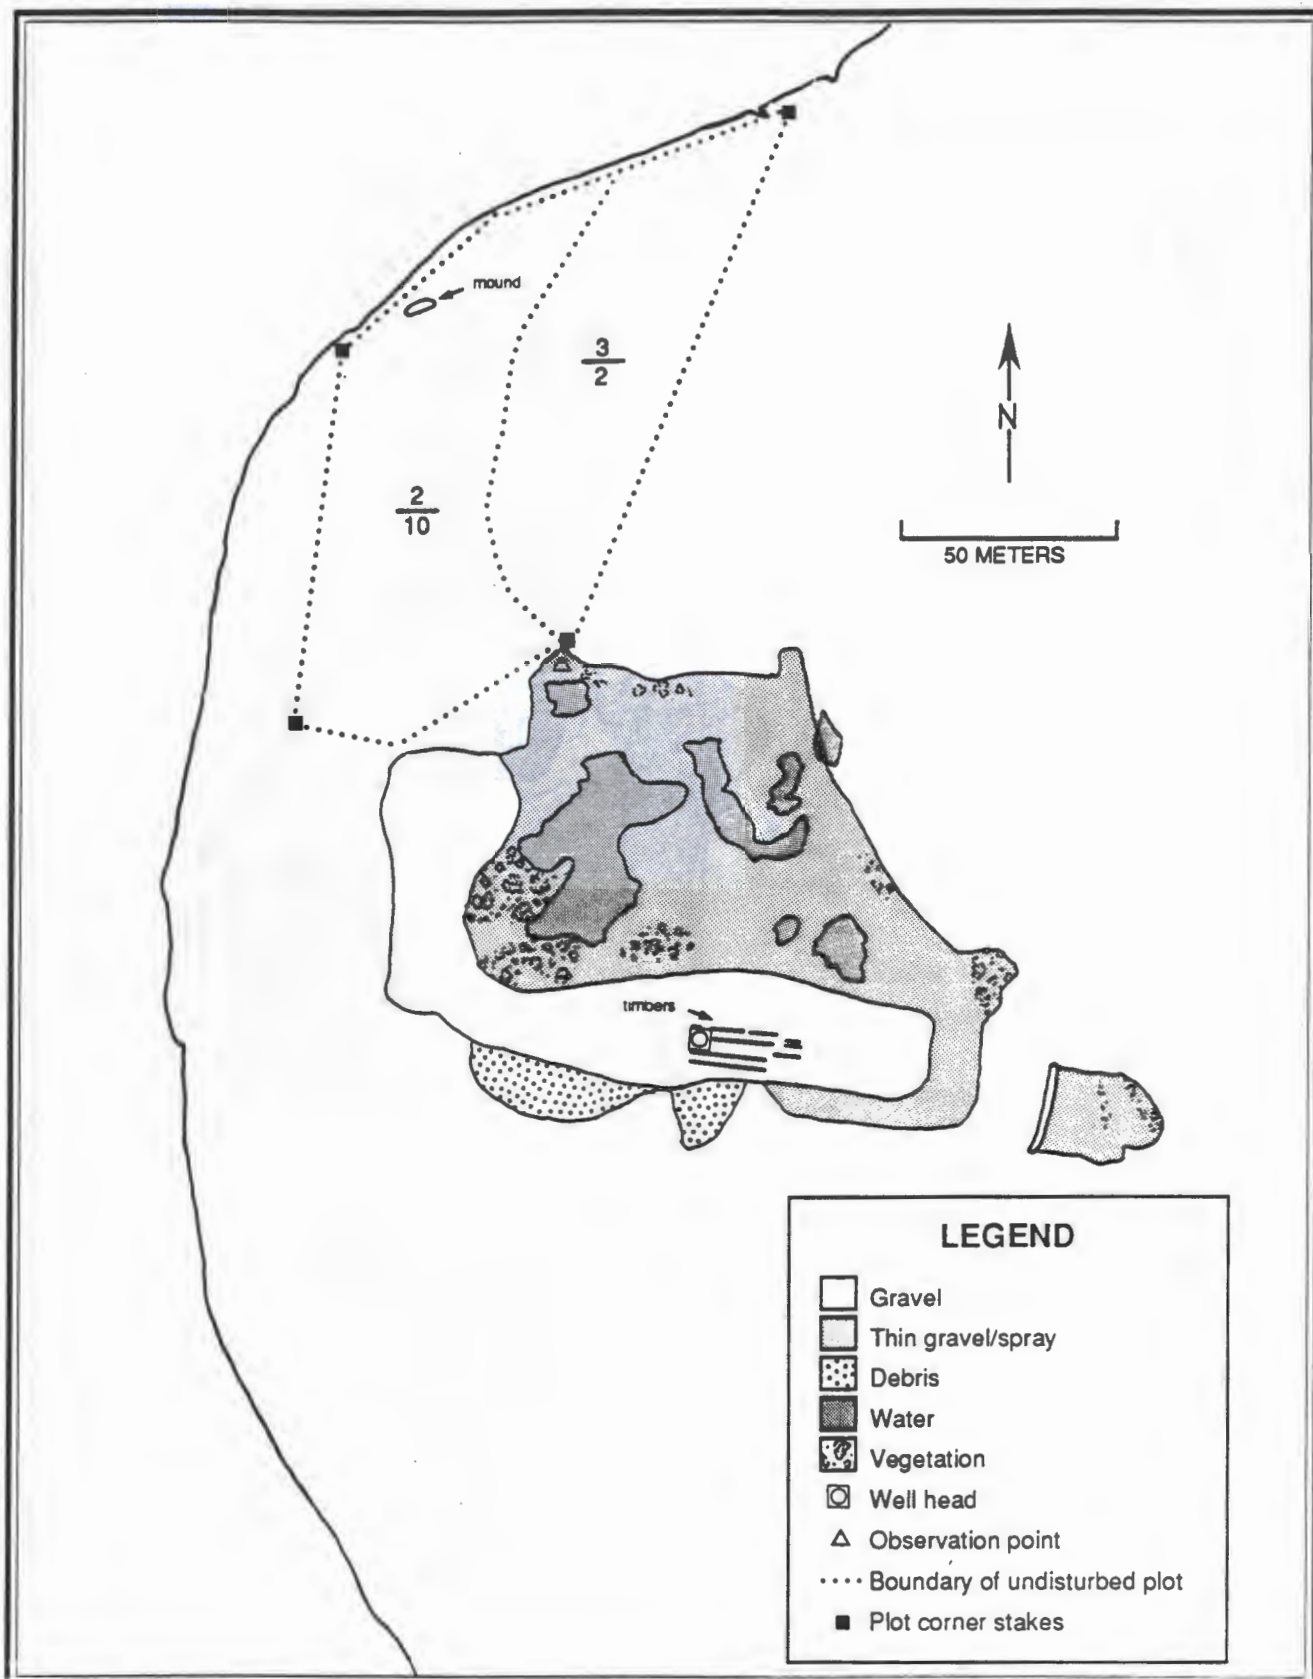 mound
3
2
2
10
N
50 METERS
timbers
LEGEND
Gravel
Thin gravel/spray
Debris
Water
Vegetation
Well head
Observation point
Boundary of undisturbed plot
Plot corner stakes